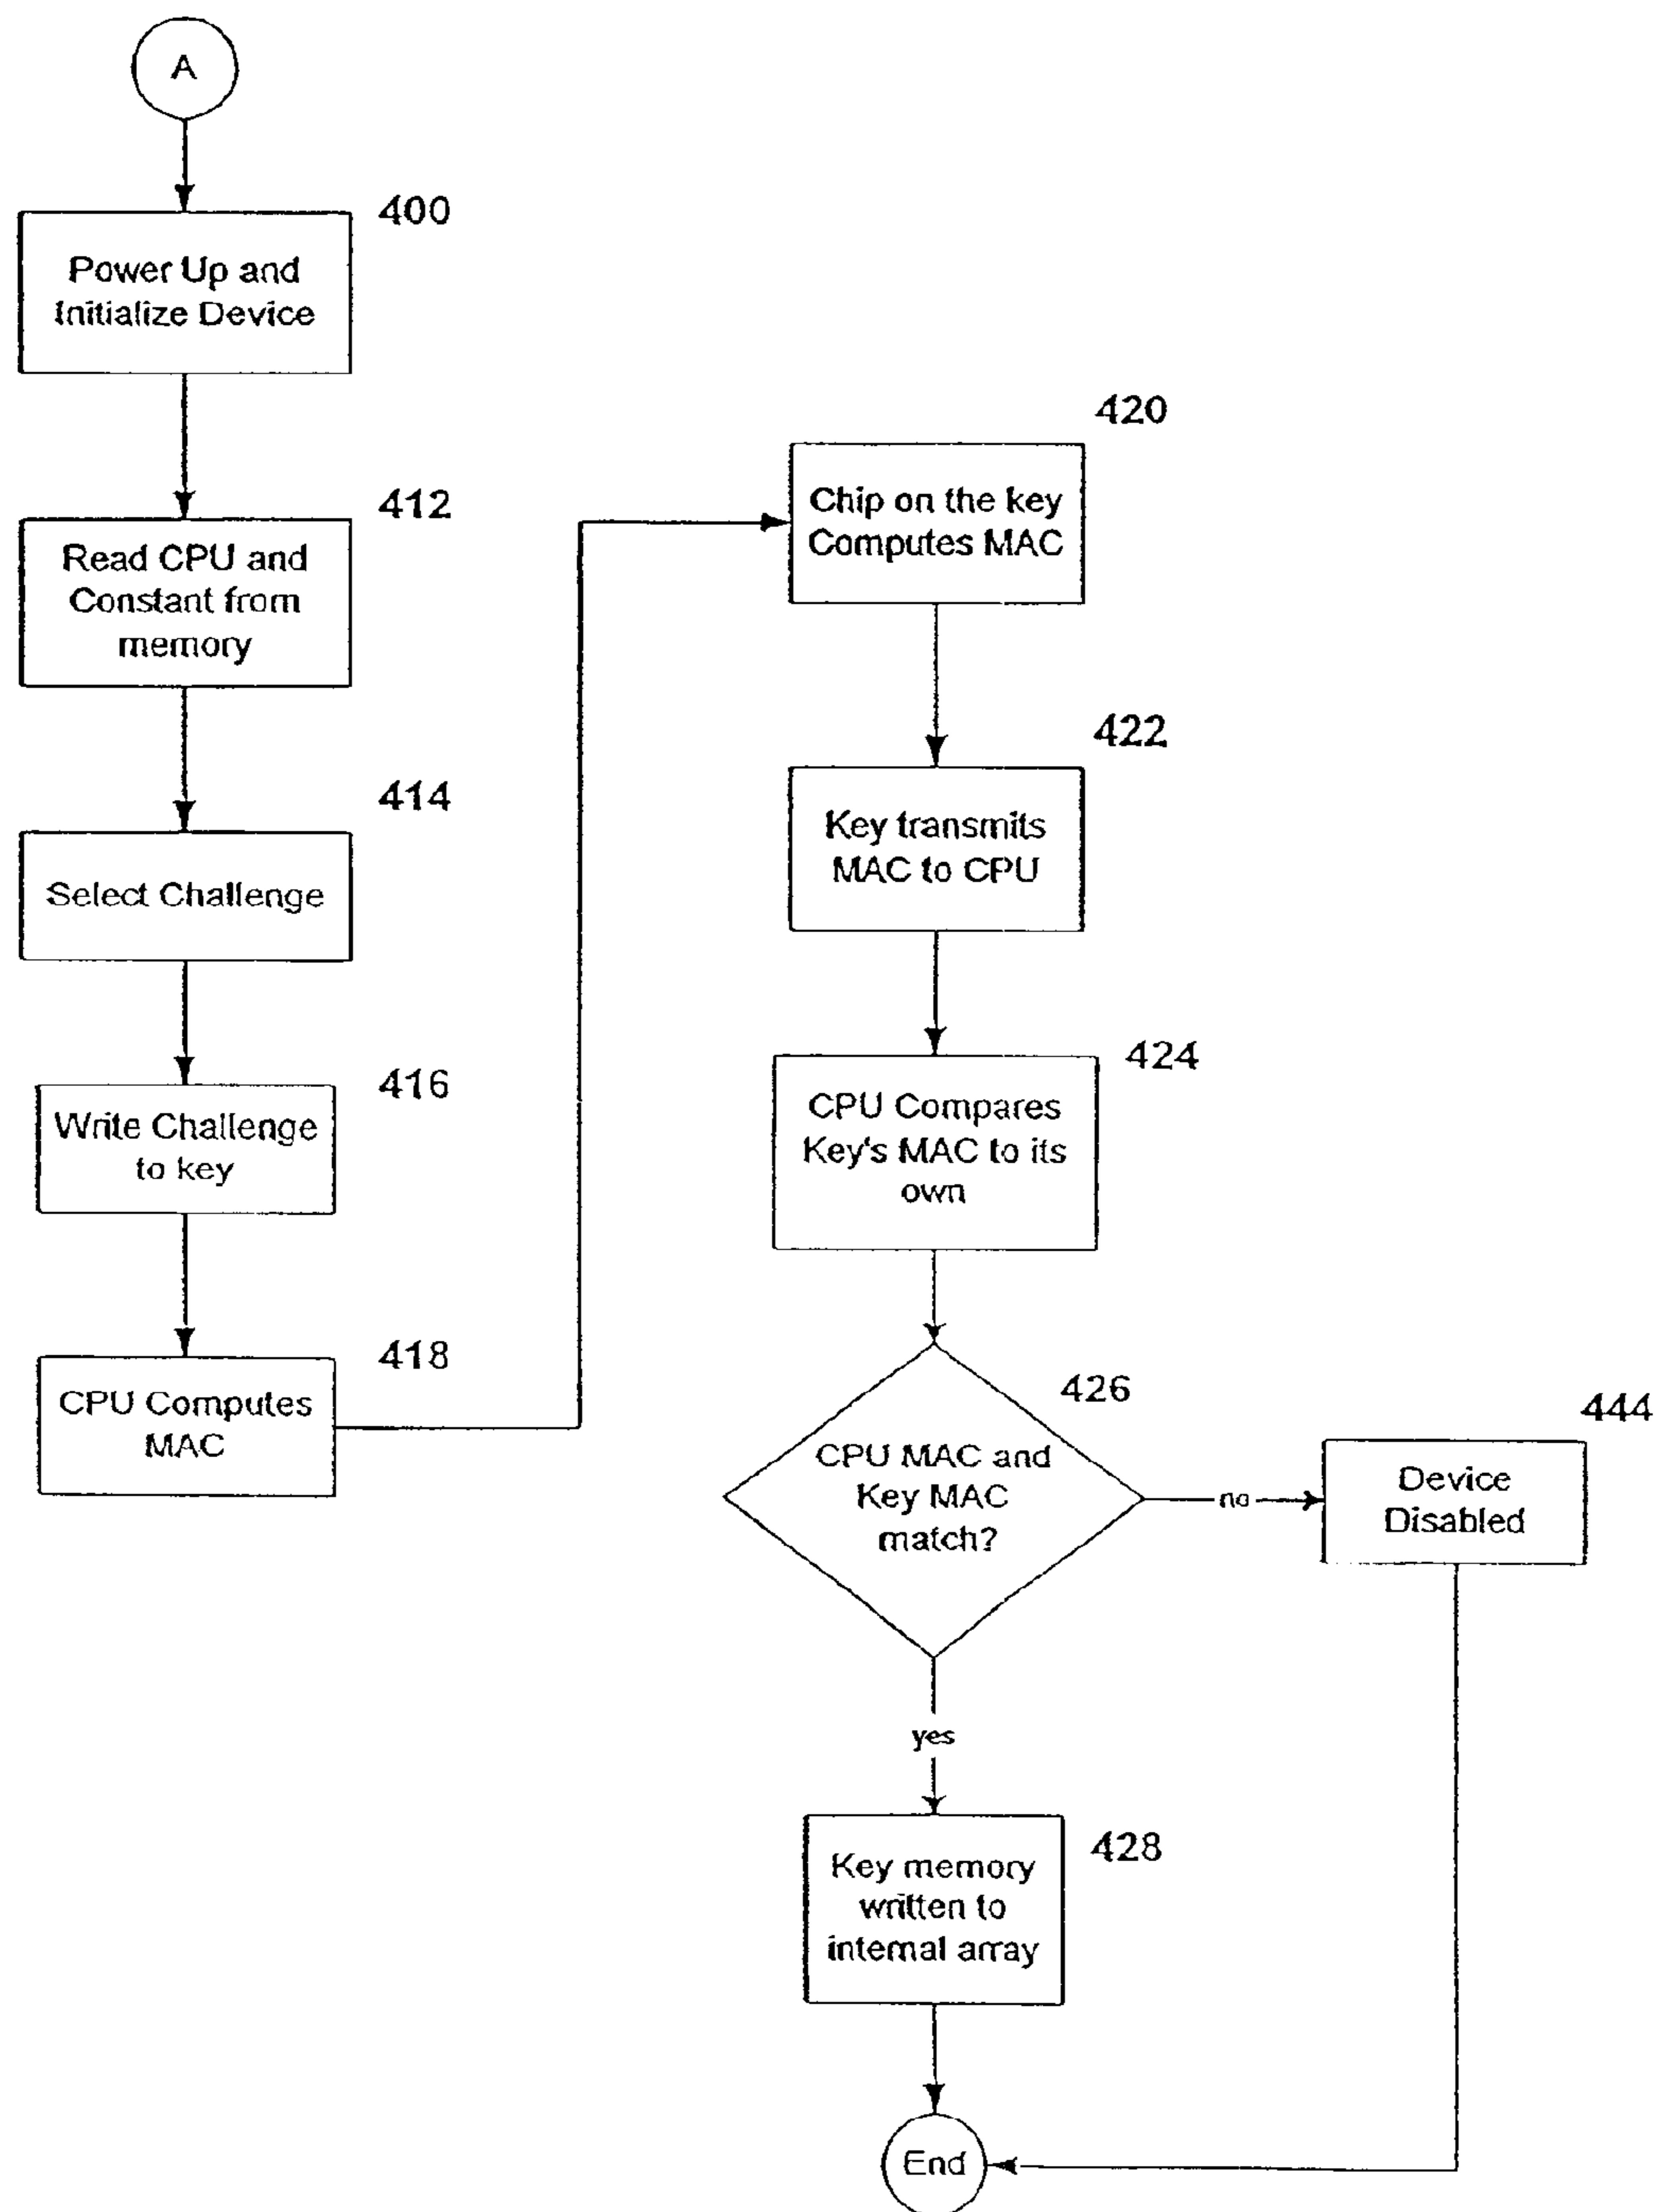 A
400
Power Up and
Initialize Device
412
Read CPU and
Constant from
memory
414
Select Challenge
416
Write Challenge
to key
418
CPU Computes
MAC
420
Chip on the key
Computes MAC
422
Key transmits
MAC to CPU
424
CPU Compares
Key's MAC to its
own
426
CPU MAC and
Key MAC
match?
no
444
Device
Disabled
yes
428
Key memory
written to
internal array
End